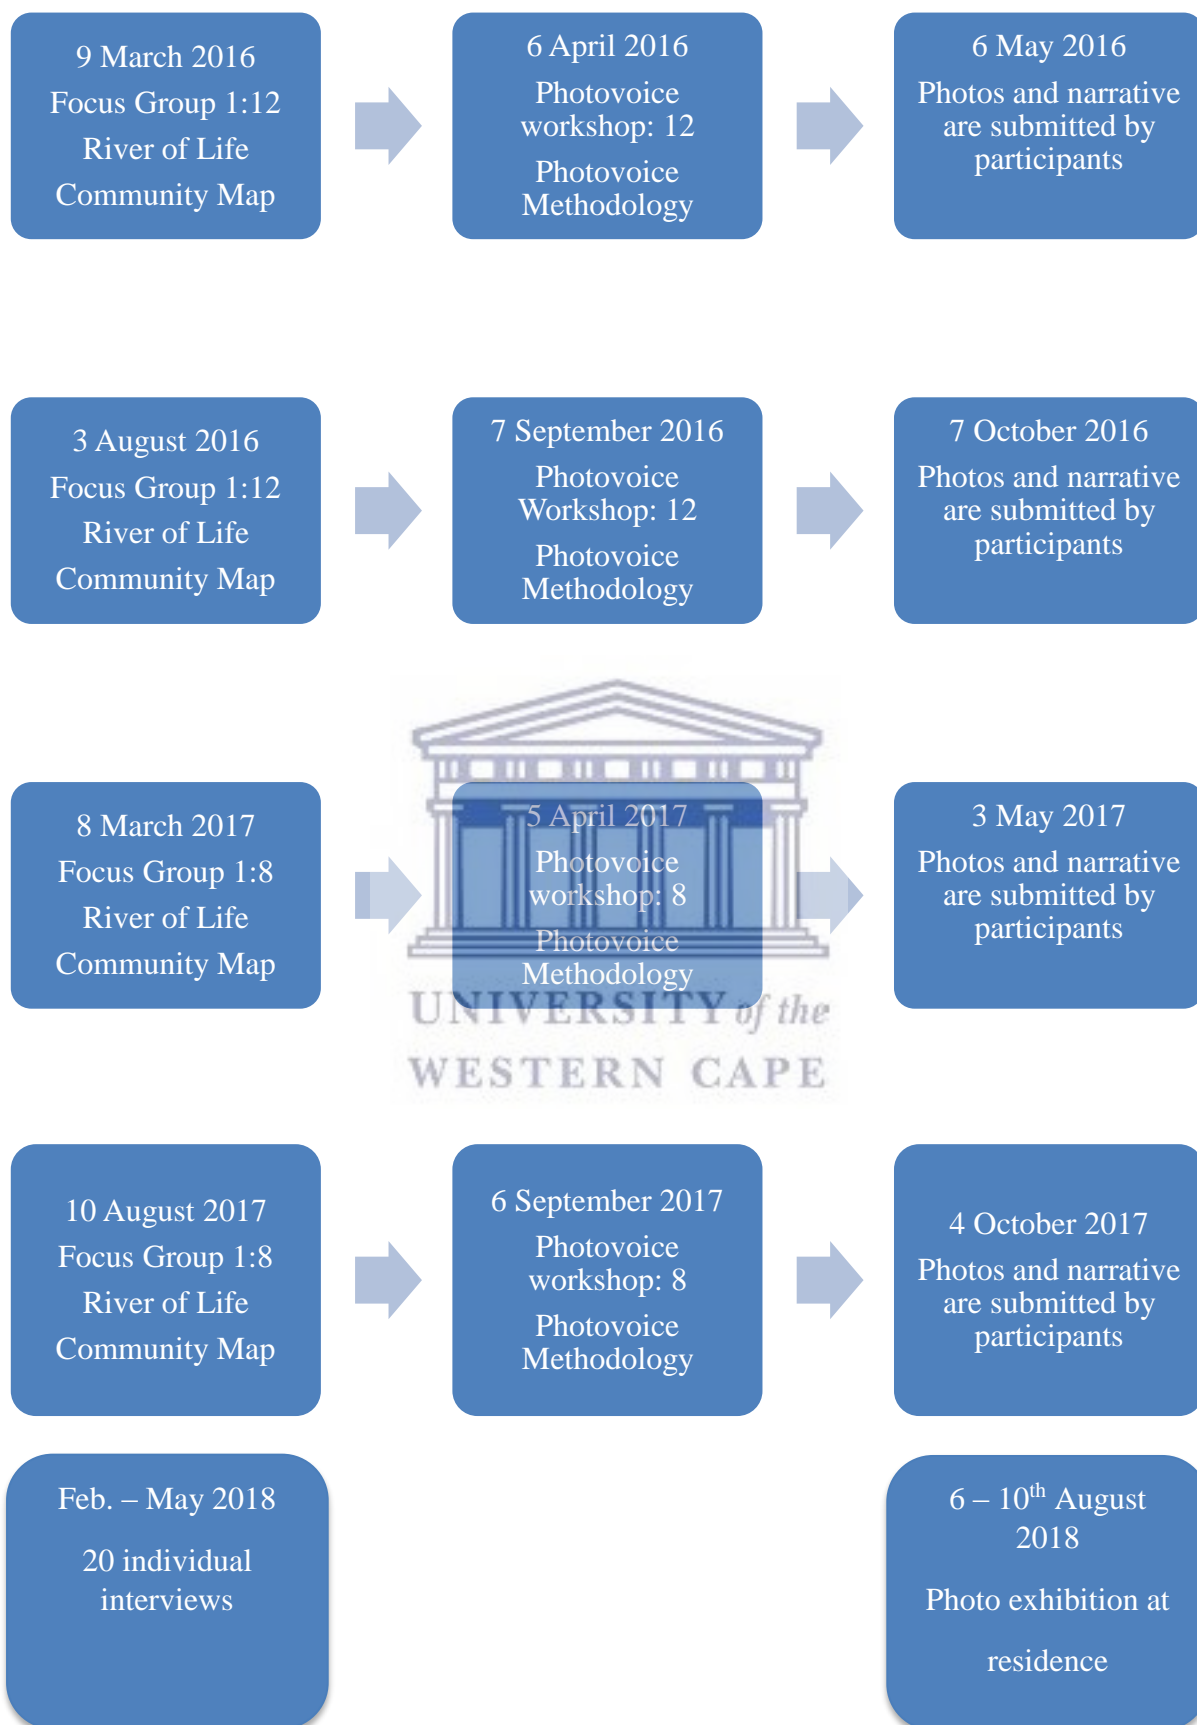 9 March 2016
Focus Group 1:12
River of Life
Community Map
6 April 2016
Photovoice
workshop: 12
Photovoice
Methodology
6 May 2016
Photos and narrative
are submitted by
participants
3 August 2016
Focus Group 1:12
River of Life
Community Map
7 September 2016
Photovoice
Workshop: 12
Photovoice
Methodology
7 October 2016
Photos and narrative
are submitted by
participants
8 March 2017
Focus Group 1:8
River of Life
Community Map
5 April 2017
Photovoice
workshop: 8
Photovoice
Methodology
3 May 2017
Photos and narrative
are submitted by
participants
UNIVERSITY of the
WESTERN CAPE
10 August 2017
Focus Group 1:8
River of Life
Community Map
6 September 2017
Photovoice
workshop: 8
Photovoice
Methodology
4 October 2017
Photos and narrative
are submitted by
participants
Feb. – May 2018
20 individual
interviews
6 – 10th August
2018
Photo exhibition at
residence